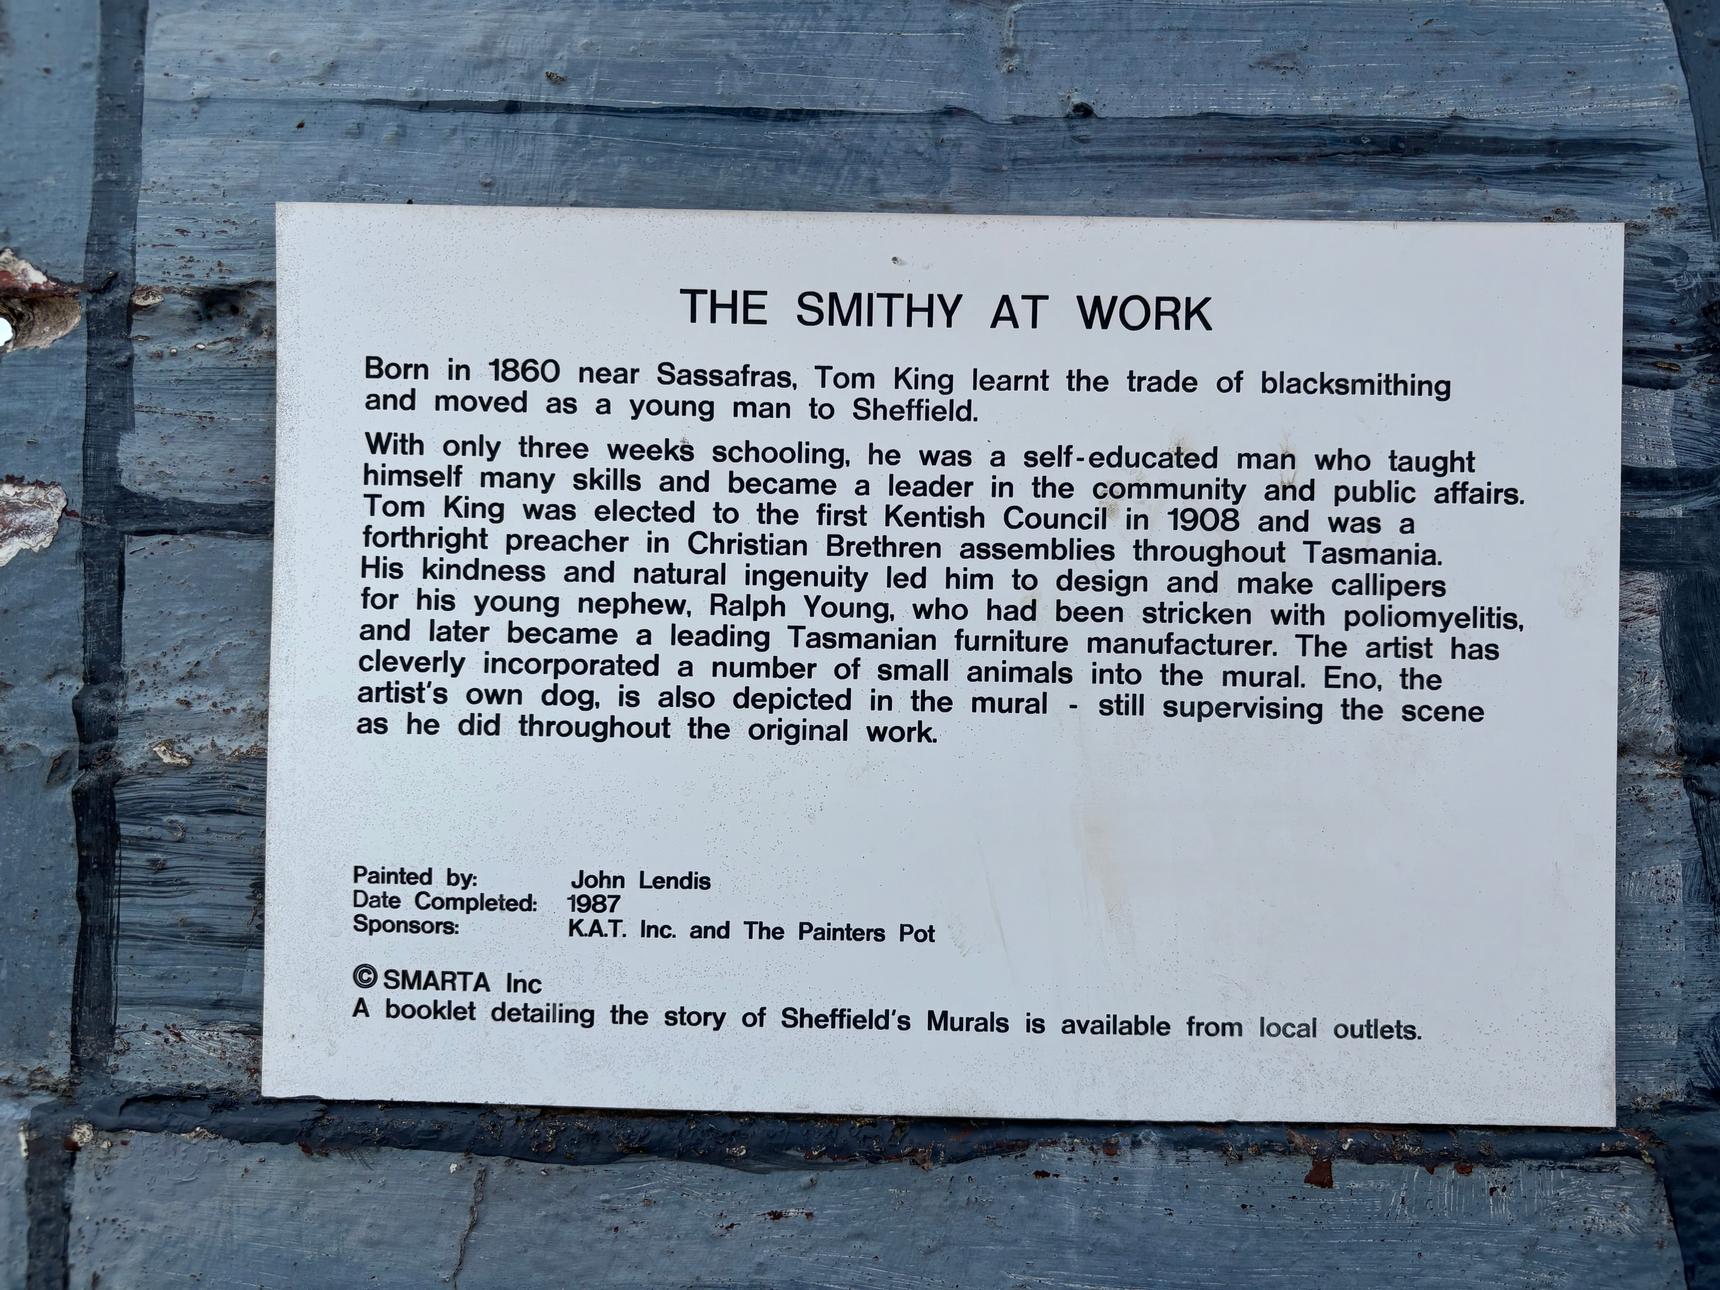 THE SMITHY AT WORK
Born in 1860 near Sassafras, Tom King learnt the trade of blacksmithing
and moved as a young man to Sheffield.
With only three weeks schooling, he was a self-educated man who taught
himself many skills and became a leader in the community and public affairs.
Tom King was elected to the first Kentish Council in 1908 and was a
forthright preacher in Christian Brethren assemblies throughout Tasmania.
His kindness and natural ingenuity led him to design and make callipers
for his young nephew, Ralph Young, who had been stricken with poliomyelitis,
and later became a leading Tasmanian furniture manufacturer. The artist has
cleverly incorporated a number of small animals into the mural. Eno, the
artist's own dog, is also depicted in the mural - still supervising the scene
as he did throughout the original work.
Painted by: John Lendis
Date Completed: 1987
Sponsors: K.A.T. Inc. and The Painters Pot
© SMARTA Inc
A booklet detailing the story of Sheffield's Murals is available from local outlets.